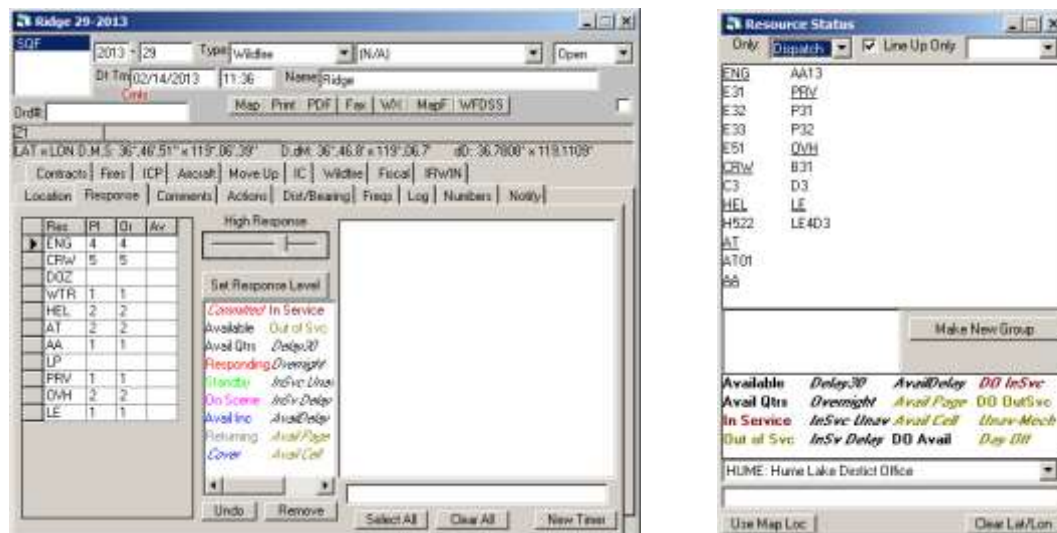 Ridge 29-2013
SQF
2013 - 29 Type Wildfire (N/A) Open
Dt Tm 02/14/2013 11:36 Name Ridge
Cmts
Ord#:
Map Print PDF Fax WX MapF WFDSS
21
LAT x LON D.M.S: 36°,46',51" x 119°,06',39" D.dM: 36°,46.8' x 119°,06.7' dD: 36.7808° x 119.1109°
Contracts Fires ICP Aircraft Move Up IC Wildfire Fiscal IRWIN
Location Response Comments Actions Dist/Bearing Freqs Log Numbers Notify
Res Pl Or Av
ENG 4 4
CRW 5 5
DOZ
WTR 1 1
HEL 2 2
AT 2 2
AA 1 1
LP
PRV 1 1
OVH 2 2
LE 1 1
High Response
Set Response Level
Committed In Service
Available Out of Svc
Avail Qtrs Delay30
Responding Overnight
Standby InSvc Unav
On Scene InSv Delay
Avail Inc AvailDelay
Returning Avail Page
Cover Avail Cell
Undo Remove
Select All Clear All New Timer
Resource Status
Only: Dispatch Line Up Only
ENG AA13
E31 PRV
E32 P31
E33 P32
E51 OVH
CRW B31
C3 D3
HEL LE
H522 LE4D3
AT
AT01
AA
Make New Group
Available Delay30 AvailDelay DO InSvc
Avail Qtrs Overnight Avail Page DO OutSvc
In Service InSvc Unav Avail Cell Unav-Mech
Out of Svc InSv Delay DO Avail Day Off
HUME: Hume Lake Distict Office
Use Map Loc Clear Lat/Lon